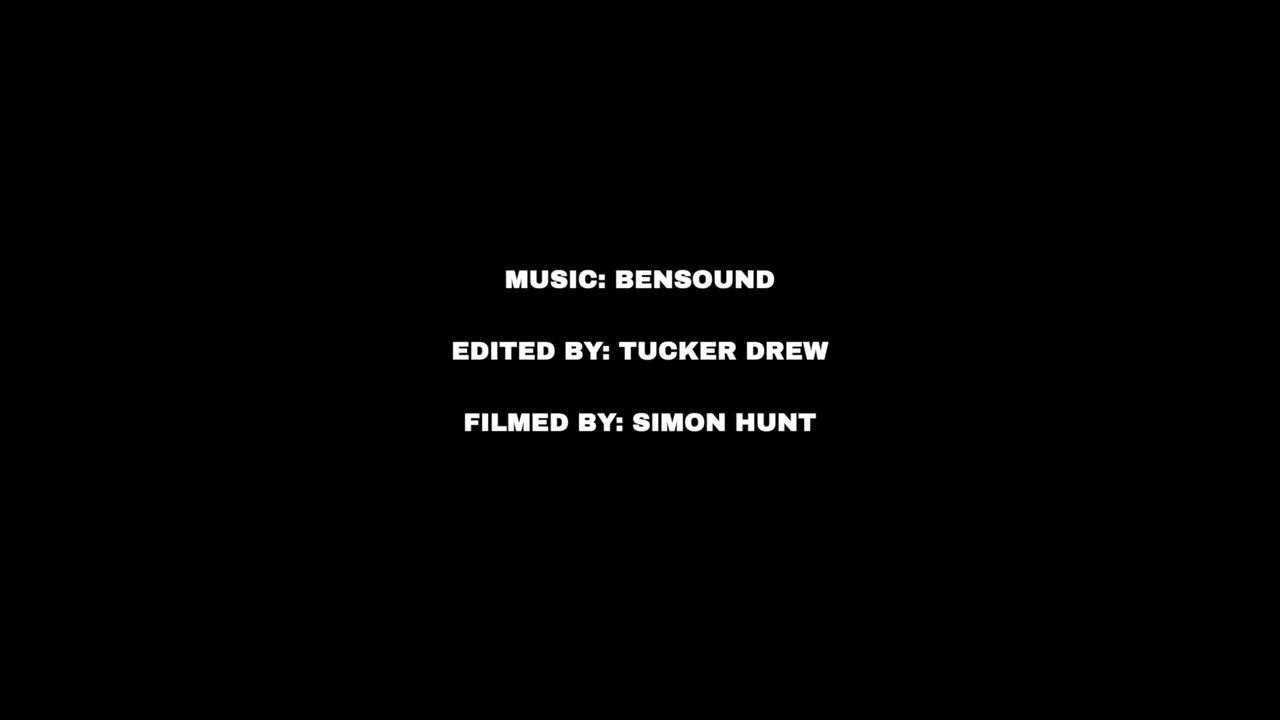 MUSIC: BENSOUND
EDITED BY: TUCKER DREW
FILMED BY: SIMON HUNT